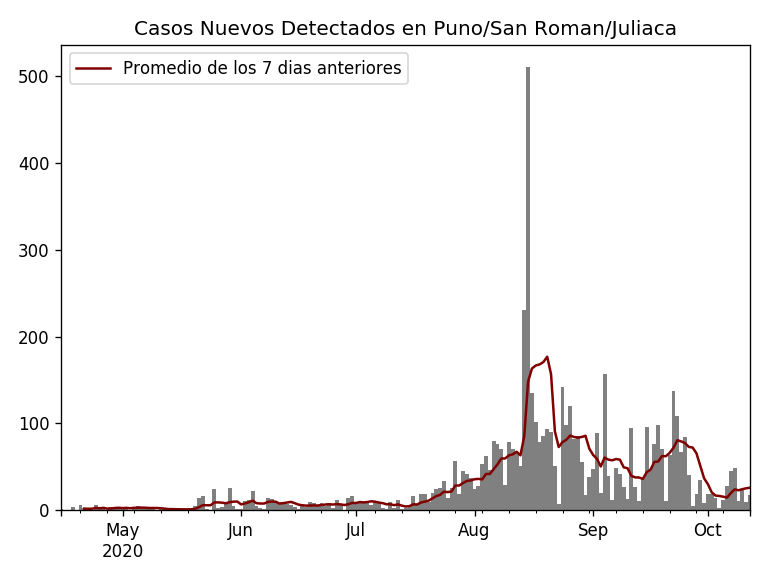 Casos Nuevos Detectados en Puno/San Roman/Juliaca
Promedio de los 7 dias anteriores
500
400
300
200
100
0
May Jun Jul Aug Sep Oct
2020